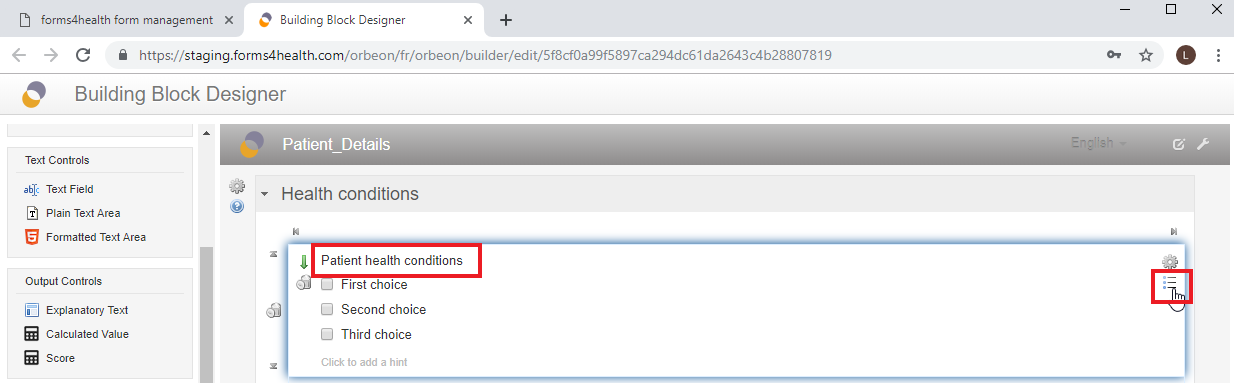 forms4health form management
Building Block Designer
https://staging.forms4health.com/orbeon/fr/orbeon/builder/edit/5f8cf0a99f5897ca294dc61da2643c4b28807819
L
Building Block Designer
Text Controls
abc Text Field
T Plain Text Area
5 Formatted Text Area
Output Controls
Explanatory Text
Calculated Value
Score
Patient_Details
English
?
Health conditions
Patient health conditions
First choice
Second choice
Third choice
Click to add a hint